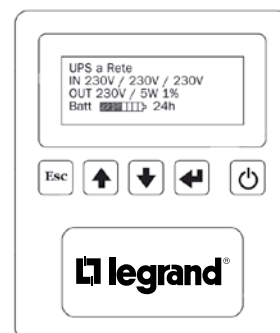 UPS a Rete
IN 230V / 230V / 230V
OUT 230V / 5W 1%
Batt 24h
Esc
legrand®